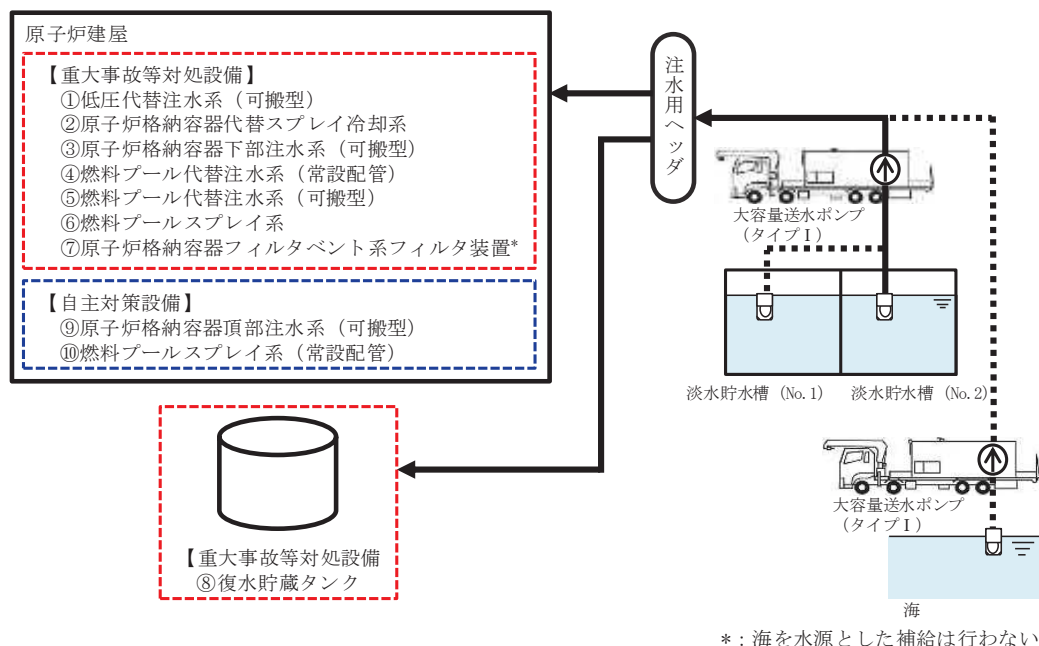 原子炉建屋
【重大事故等対処設備】
①低圧代替注水系（可搬型）
②原子炉格納容器代替スプレイ冷却系
③原子炉格納容器下部注水系（可搬型）
④燃料プール代替注水系（常設配管）
⑤燃料プール代替注水系（可搬型）
⑥燃料プールスプレイ系
⑦原子炉格納容器フィルタベント系フィルタ装置*
【自主対策設備】
⑨原子炉格納容器頂部注水系（可搬型）
⑩燃料プールスプレイ系（常設配管）
【重大事故等対処設備
⑧復水貯蔵タンク
注水用ヘッダ
大容量送水ポンプ
（タイプⅠ）
淡水貯水槽（No.1）
淡水貯水槽（No.2）
大容量送水ポンプ
（タイプⅠ）
海
*：海を水源とした補給は行わない